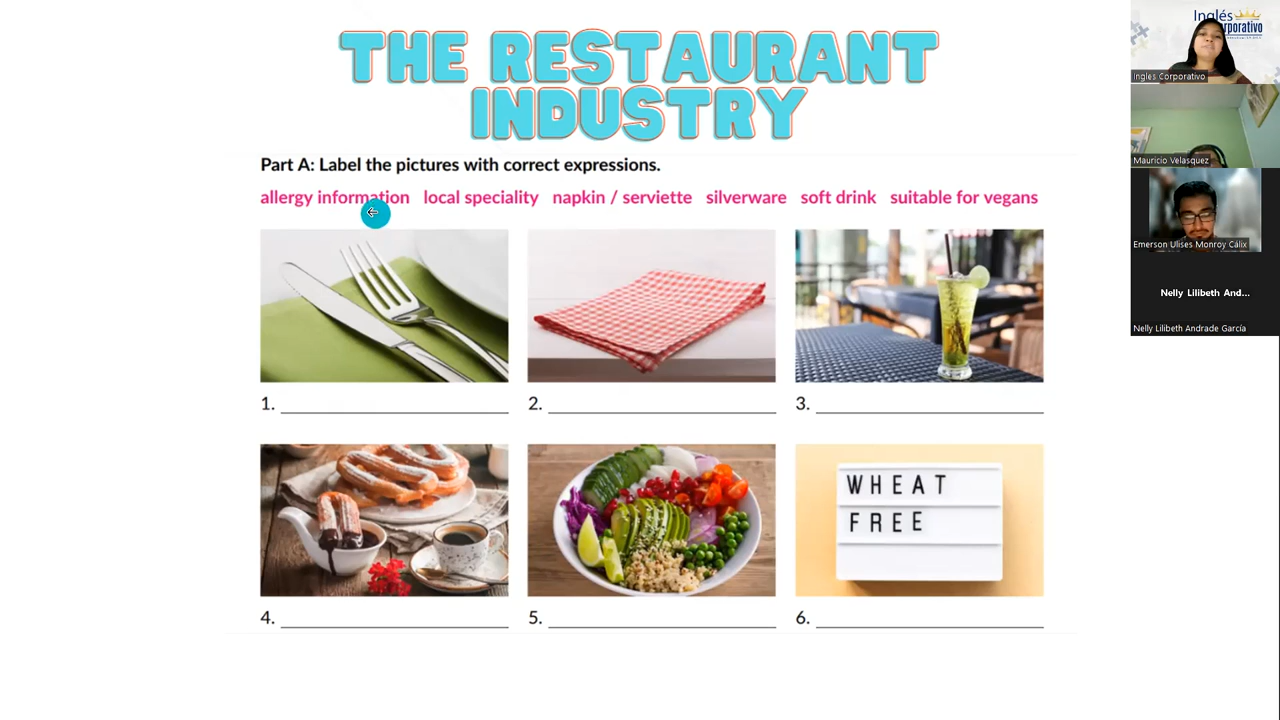 THE RESTAURANT
INDUSTRY
Part A: Label the pictures with correct expressions.
allergy information local speciality napkin / serviette silverware soft drink suitable for vegans
1.
2.
3.
4.
5.
6.
WHEAT
FREE
Inglés
Corporativo
Ingles Corporativo
Mauricio Velasquez
Emerson Ulises Monroy Cálix
Nelly Lilibeth And...
Nelly Lilibeth Andrade García